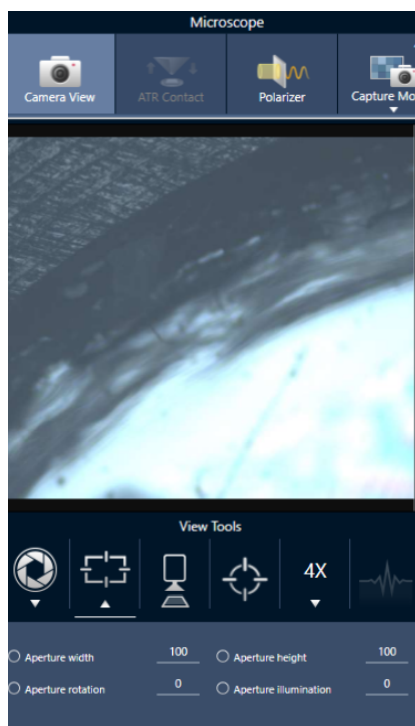 Microscope
Camera View ATR Contact Polarizer Capture Mo
View Tools
4X
Aperture width 100 Aperture height 100
Aperture rotation 0 Aperture illumination 0